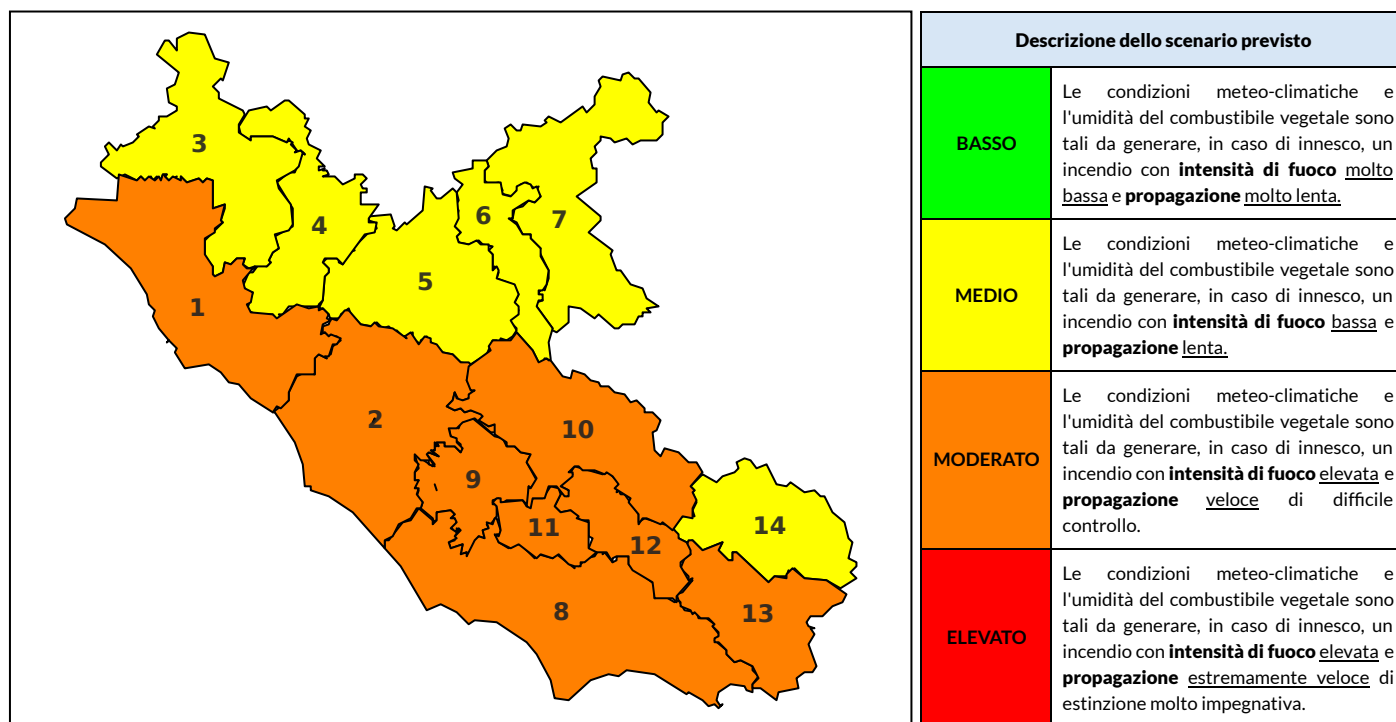 3
4
6
7
5
1
2
10
9
11
12
14
8
13
Descrizione dello scenario previsto
BASSO
Le condizioni meteo-climatiche e
l'umidità del combustibile vegetale sono
tali da generare, in caso di innesco, un
incendio con intensità di fuoco molto
bassa e propagazione molto lenta.
MEDIO
Le condizioni meteo-climatiche e
l'umidità del combustibile vegetale sono
tali da generare, in caso di innesco, un
incendio con intensità di fuoco bassa e
propagazione lenta.
MODERATO
Le condizioni meteo-climatiche e
l'umidità del combustibile vegetale sono
tali da generare, in caso di innesco, un
incendio con intensità di fuoco elevata e
propagazione veloce di difficile
controllo.
ELEVATO
Le condizioni meteo-climatiche e
l'umidità del combustibile vegetale sono
tali da generare, in caso di innesco, un
incendio con intensità di fuoco elevata e
propagazione estremamente veloce di
estinzione molto impegnativa.